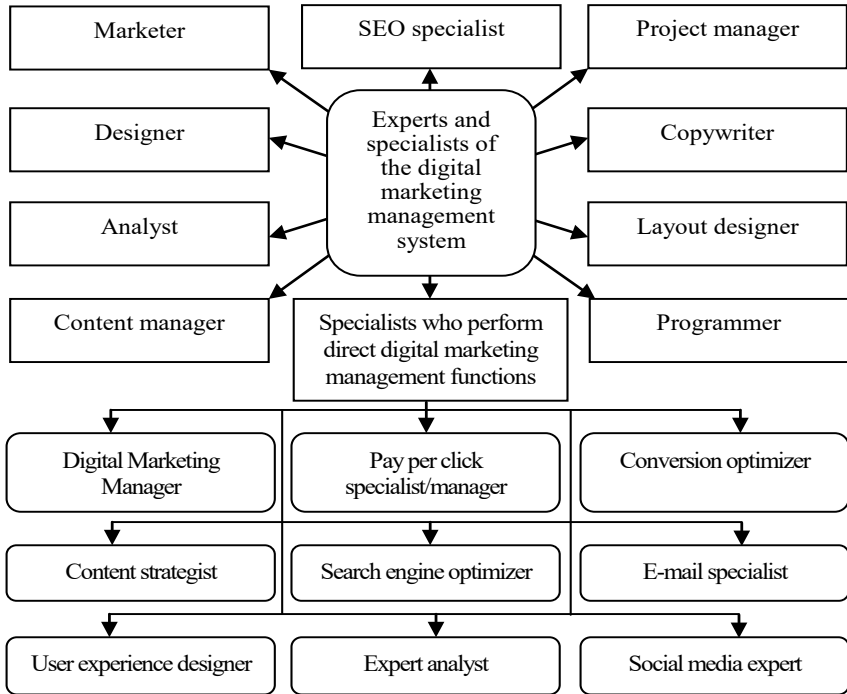 Marketer
SEO specialist
Project manager
Designer
Experts and
specialists of
the digital
marketing
management
system
Copywriter
Analyst
Layout designer
Content manager
Specialists who perform
direct digital marketing
management functions
Programmer
Digital Marketing
Manager
Pay per click
specialist/manager
Conversion optimizer
Content strategist
Search engine optimizer
E-mail specialist
User experience designer
Expert analyst
Social media expert